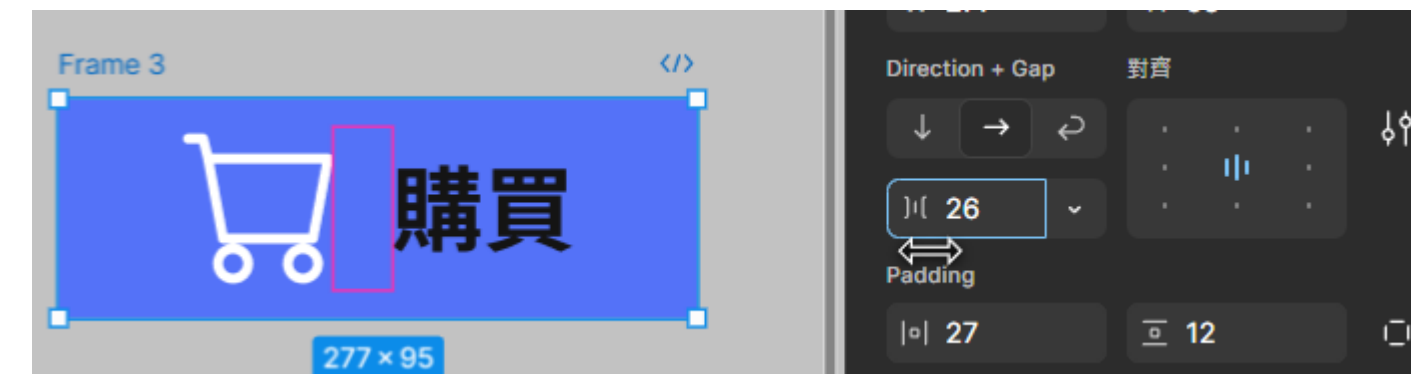 Frame 3
</>
購買
277 × 95
Direction + Gap
對齊
26
Padding
27
12